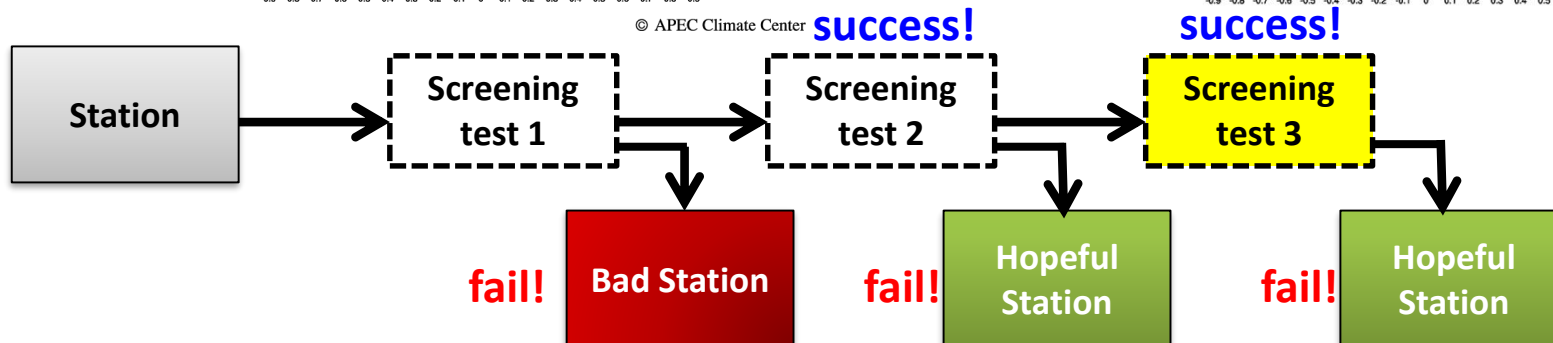 © APEC Climate Center
success!
success!
Station
Screening
test 1
Screening
test 2
Screening
test 3
fail!
Bad Station
fail!
Hopeful
Station
fail!
Hopeful
Station